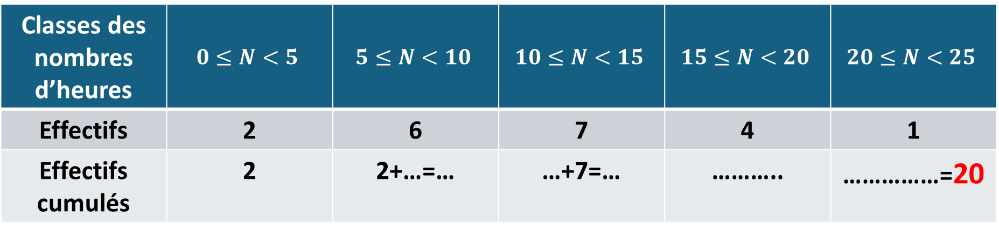 Classes des
nombres
d’heures
0 ≤ N < 5
5 ≤ N < 10
10 ≤ N < 15
15 ≤ N < 20
20 ≤ N < 25
Effectifs
2
6
7
4
1
Effectifs
cumulés
2
2+…=…
…+7=…
………..
……………=20